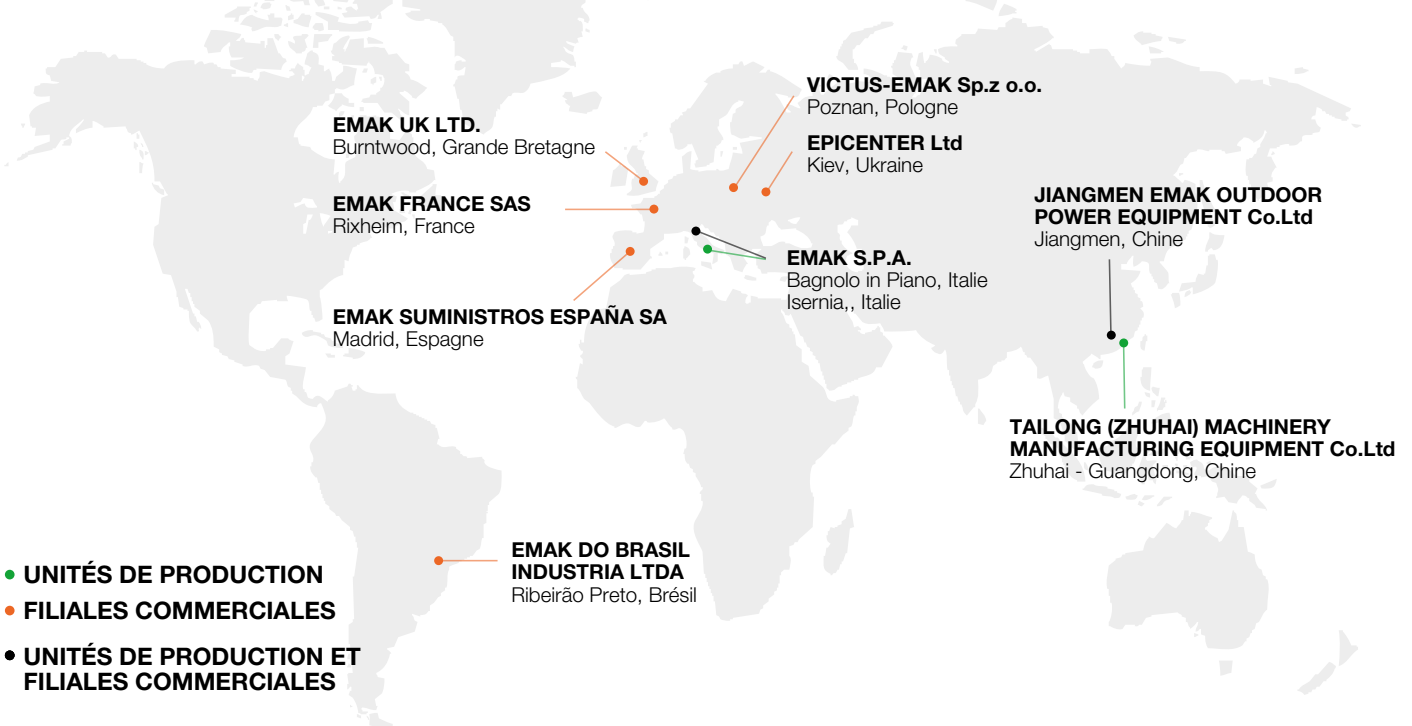 VICTUS-EMAK Sp.z o.o.
Poznan, Pologne
EMAK UK LTD.
Burntwood, Grande Bretagne
EPICENTER Ltd
Kiev, Ukraine
EMAK FRANCE SAS
Rixheim, France
JIANGMEN EMAK OUTDOOR
POWER EQUIPMENT Co.Ltd
Jiangmen, Chine
EMAK S.P.A.
Bagnolo in Piano, Italie
Isernia,, Italie
EMAK SUMINISTROS ESPAÑA SA
Madrid, Espagne
TAILONG (ZHUHAI) MACHINERY
MANUFACTURING EQUIPMENT Co.Ltd
Zhuhai - Guangdong, Chine
EMAK DO BRASIL
INDUSTRIA LTDA
Ribeirão Preto, Brésil
UNITÉS DE PRODUCTION
FILIALES COMMERCIALES
UNITÉS DE PRODUCTION ET
FILIALES COMMERCIALES